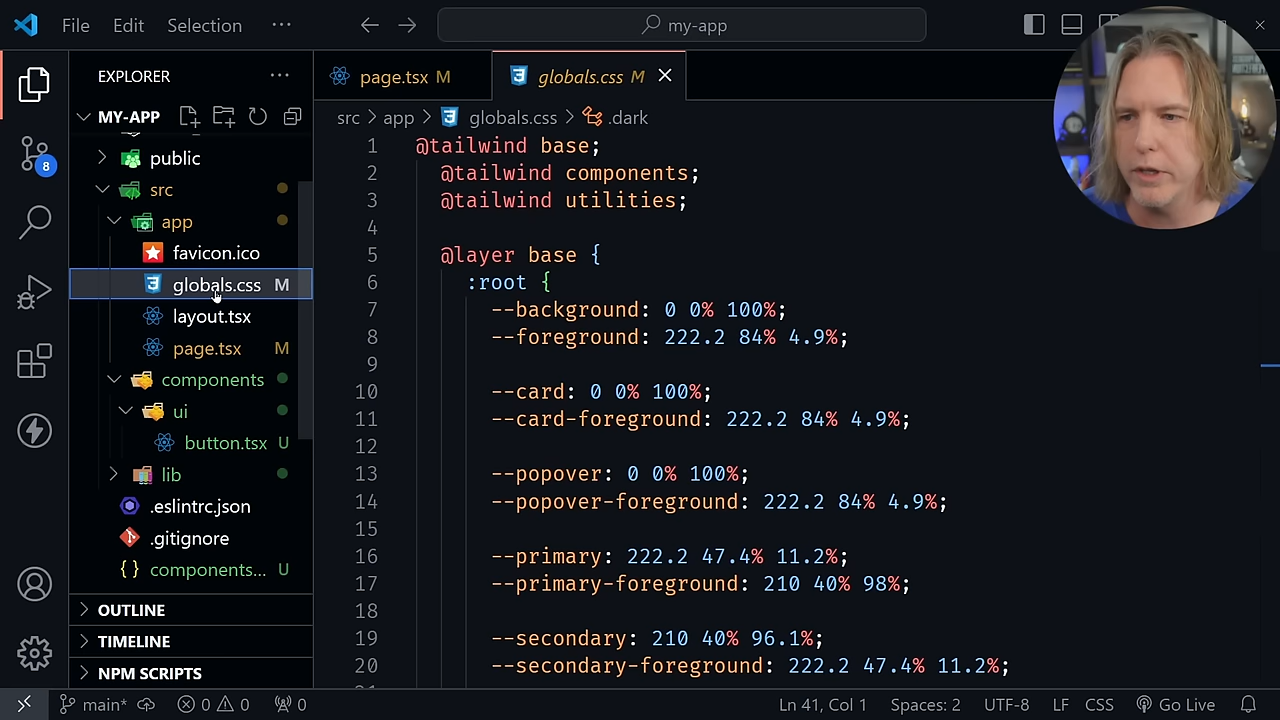 File Edit Selection ···
my-app
EXPLORER ···
MY-APP
public
src
app
favicon.ico
globals.css M
layout.tsx
page.tsx M
components
ui
button.tsx U
lib
.eslintrc.json
.gitignore
components... U
OUTLINE
TIMELINE
NPM SCRIPTS
8
page.tsx M globals.css M
src > app > globals.css > .dark
1 @tailwind base;
2 @tailwind components;
3 @tailwind utilities;
4
5 @layer base {
6 :root {
7 --background: 0 0% 100%;
8 --foreground: 222.2 84% 4.9%;
9
10 --card: 0 0% 100%;
11 --card-foreground: 222.2 84% 4.9%;
12
13 --popover: 0 0% 100%;
14 --popover-foreground: 222.2 84% 4.9%;
15
16 --primary: 222.2 47.4% 11.2%;
17 --primary-foreground: 210 40% 98%;
18
19 --secondary: 210 40% 96.1%;
20 --secondary-foreground: 222.2 47.4% 11.2%;
main* 0 0 0 Ln 41, Col 1 Spaces: 2 UTF-8 LF CSS Go Live